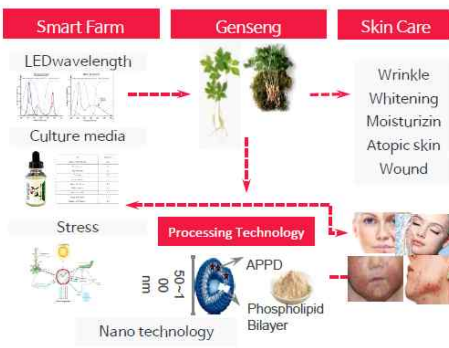 Smart Farm
Genseng
Skin Care
LEDwavelength
Culture media
Stress
Wrinkle
Whitening
Moisturizin
Atopic skin
Wound
Processing Technology
50~1
00
nm
APPD
Phospholipid
Bilayer
Nano technology